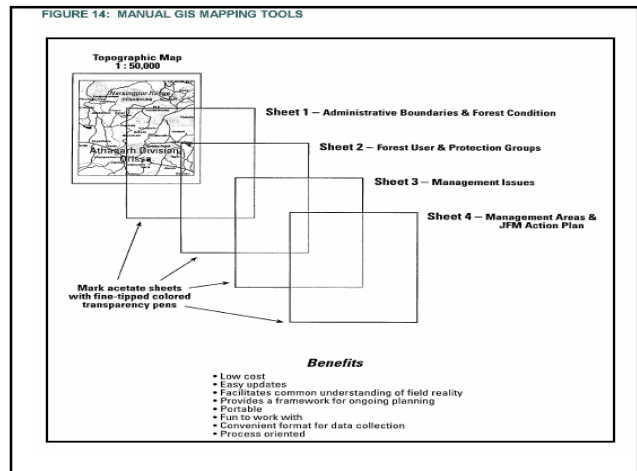 FIGURE 14: MANUAL GIS MAPPING TOOLS
Topographic Map
1 : 50,000
Athagarh Division
Orissa
Sheet 1 – Administrative Boundaries & Forest Condition
Sheet 2 – Forest User & Protection Groups
Sheet 3 – Management Issues
Sheet 4 – Management Areas &
JFM Action Plan
Mark acetate sheets
with fine-tipped colored
transparency pens
Benefits
• Low cost
• Easy updates
• Facilitates common understanding of field reality
• Provides a framework for ongoing planning
• Portable
• Fun to work with
• Convenient format for data collection
• Process oriented